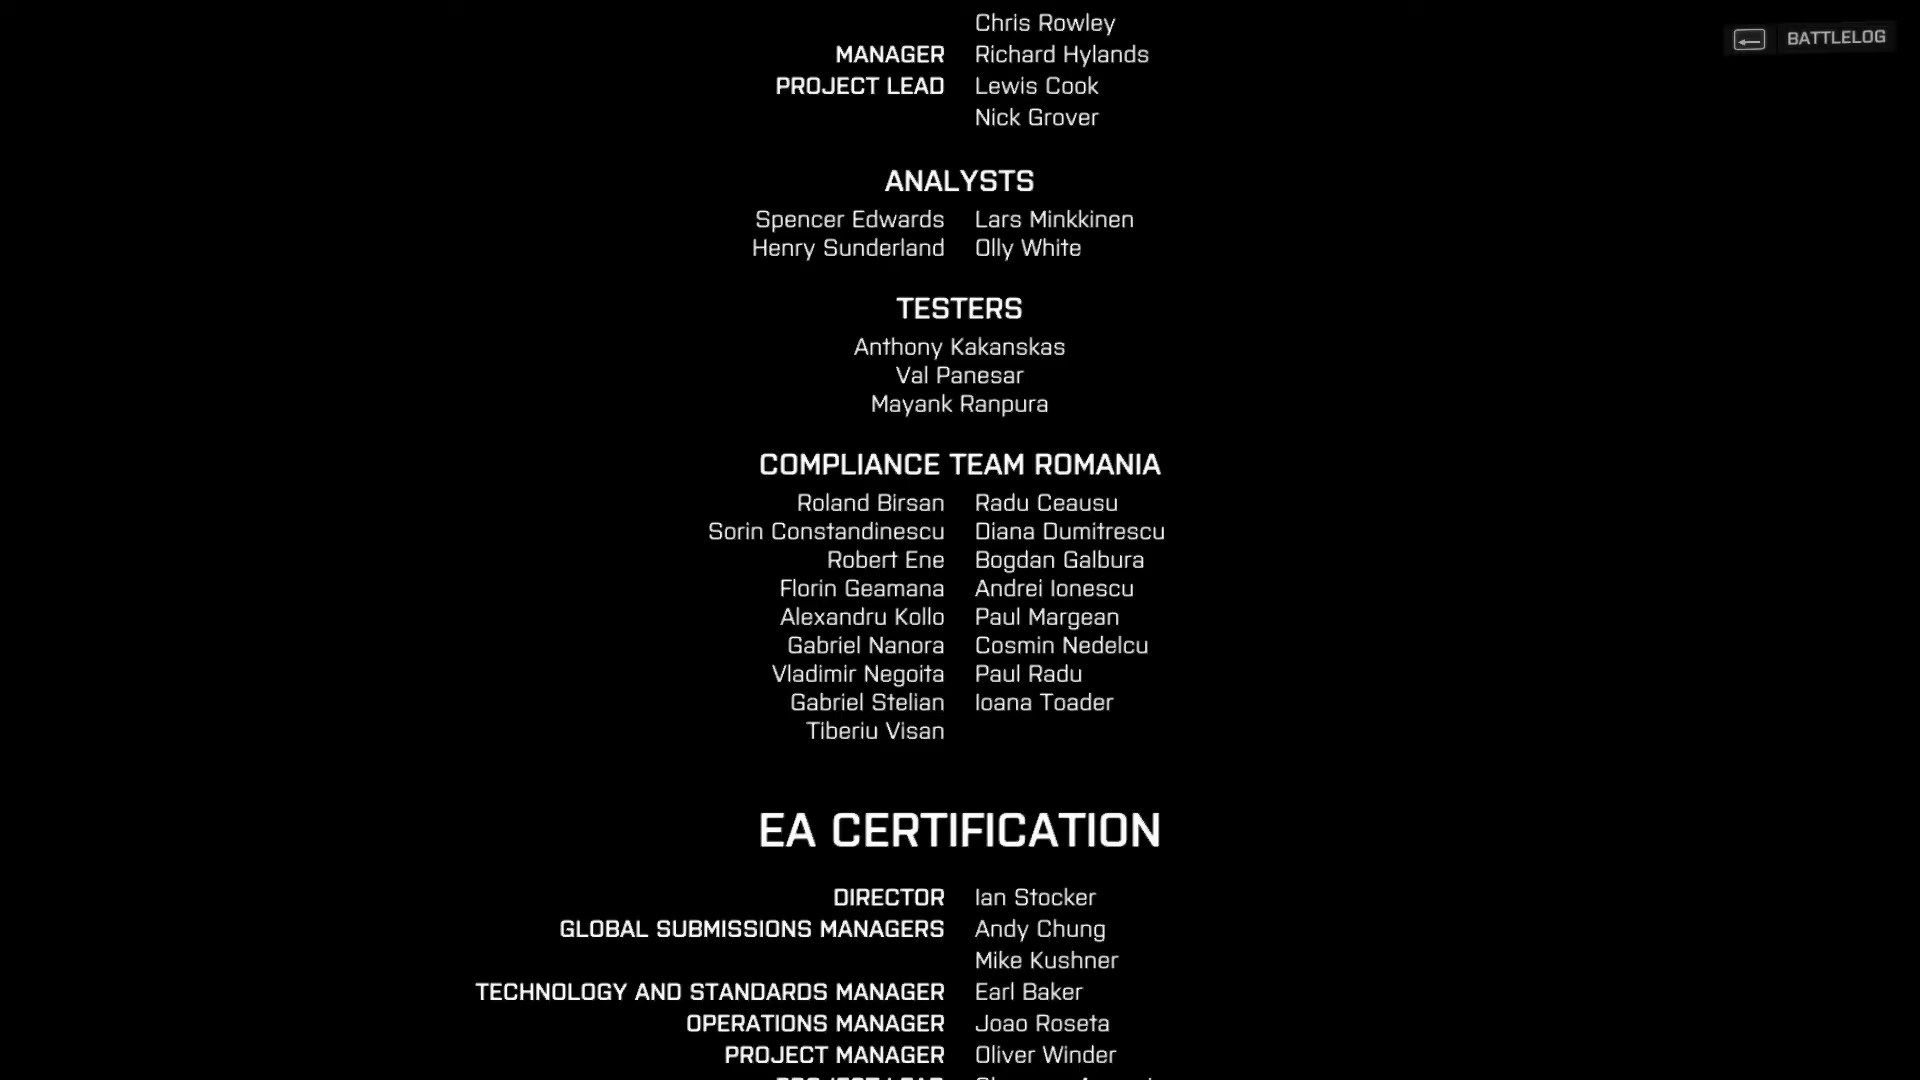 Chris Rowley
BATTLELOG
MANAGER Richard Hylands
PROJECT LEAD Lewis Cook
Nick Grover
ANALYSTS
Spencer Edwards Lars Minkkinen
Henry Sunderland Olly White
TESTERS
Anthony Kakanskas
Val Panesar
Mayank Ranpura
COMPLIANCE TEAM ROMANIA
Roland Birsan Radu Ceausu
Sorin Constandinescu Diana Dumitrescu
Robert Ene Bogdan Galbura
Florin Geamana Andrei Ionescu
Alexandru Kollo Paul Margean
Gabriel Nanora Cosmin Nedelcu
Vladimir Negoita Paul Radu
Gabriel Stelian Ioana Toader
Tiberiu Visan
EA CERTIFICATION
DIRECTOR Ian Stocker
GLOBAL SUBMISSIONS MANAGERS Andy Chung
Mike Kushner
TECHNOLOGY AND STANDARDS MANAGER Earl Baker
OPERATIONS MANAGER Joao Roseta
PROJECT MANAGER Oliver Winder
PROJECT LEAD